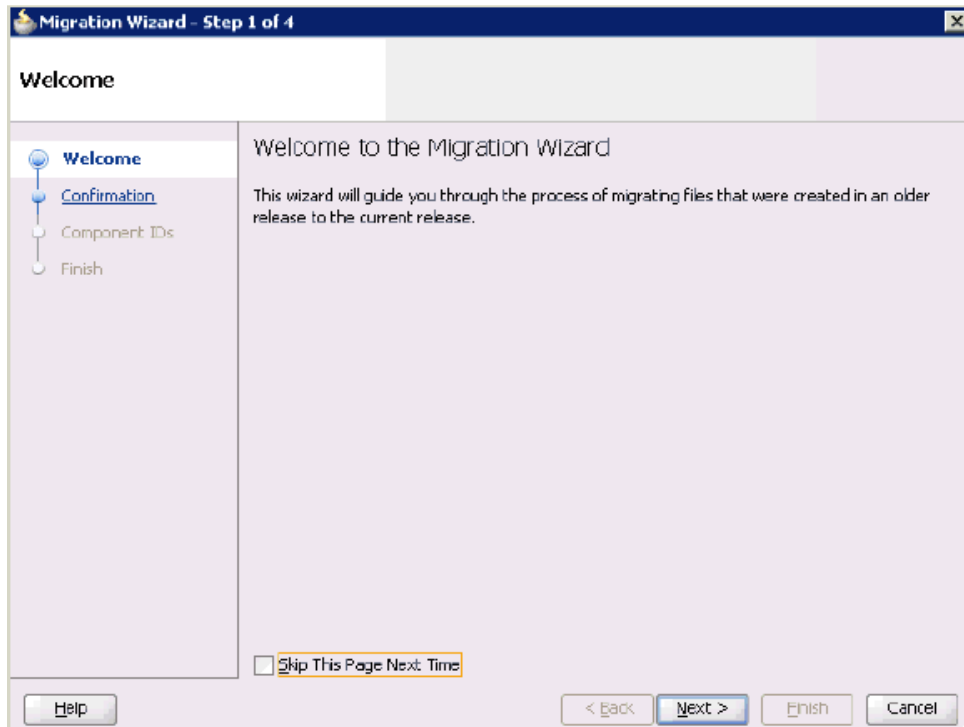 Migration Wizard - Step 1 of 4
Welcome
Welcome
Confirmation
Component IDs
Finish
Welcome to the Migration Wizard
This wizard will guide you through the process of migrating files that were created in an older
release to the current release.
Skip This Page Next Time
Help
< Back
Next >
Finish
Cancel